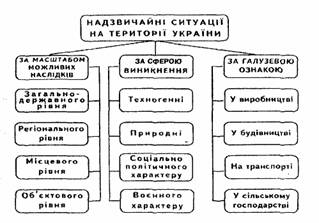 НАДЗВИЧАЙНІ СИТУАЦІЇ
НА ТЕРИТОРІЇ УКРАЇНИ
ЗА МАСШТАБОМ
МОЖЛИВИХ
НАСЛІДКІВ
Загально-
державного
рівня
Регіонального
рівня
Місцевого
рівня
Об'єктового
рівня
ЗА СФЕРОЮ
ВИНИКНЕННЯ
Техногенні
Природні
Соціально
політичного
характеру
Воєнного
характеру
ЗА ГАЛУЗЕВОЮ
ОЗНАКОЮ
У виробництві
У будівництві
На транспорті
У сільському
господарстві